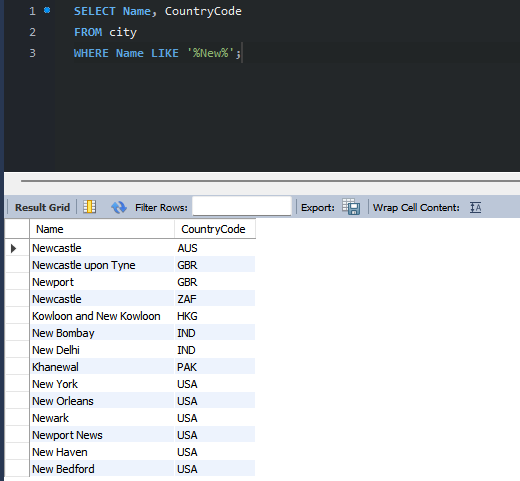 1 SELECT Name, CountryCode
2 FROM city
3 WHERE Name LIKE '%New%';
Result Grid Filter Rows: Export: Wrap Cell Content:
Name CountryCode
Newcastle AUS
Newcastle upon Tyne GBR
Newport GBR
Newcastle ZAF
Kowloon and New Kowloon HKG
New Bombay IND
New Delhi IND
Khanewal PAK
New York USA
New Orleans USA
Newark USA
Newport News USA
New Haven USA
New Bedford USA